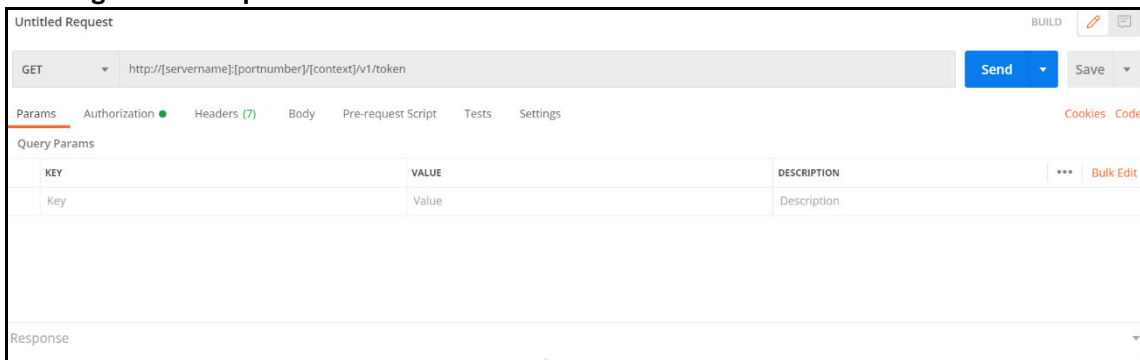 Untitled Request BUILD
GET http://[servername]:[portnumber]/[context]/v1/token Send Save
Params Authorization Headers (7) Body Pre-request Script Tests Settings Cookies Code
Query Params
KEY VALUE DESCRIPTION ••• Bulk Edit
Key Value Description
Response